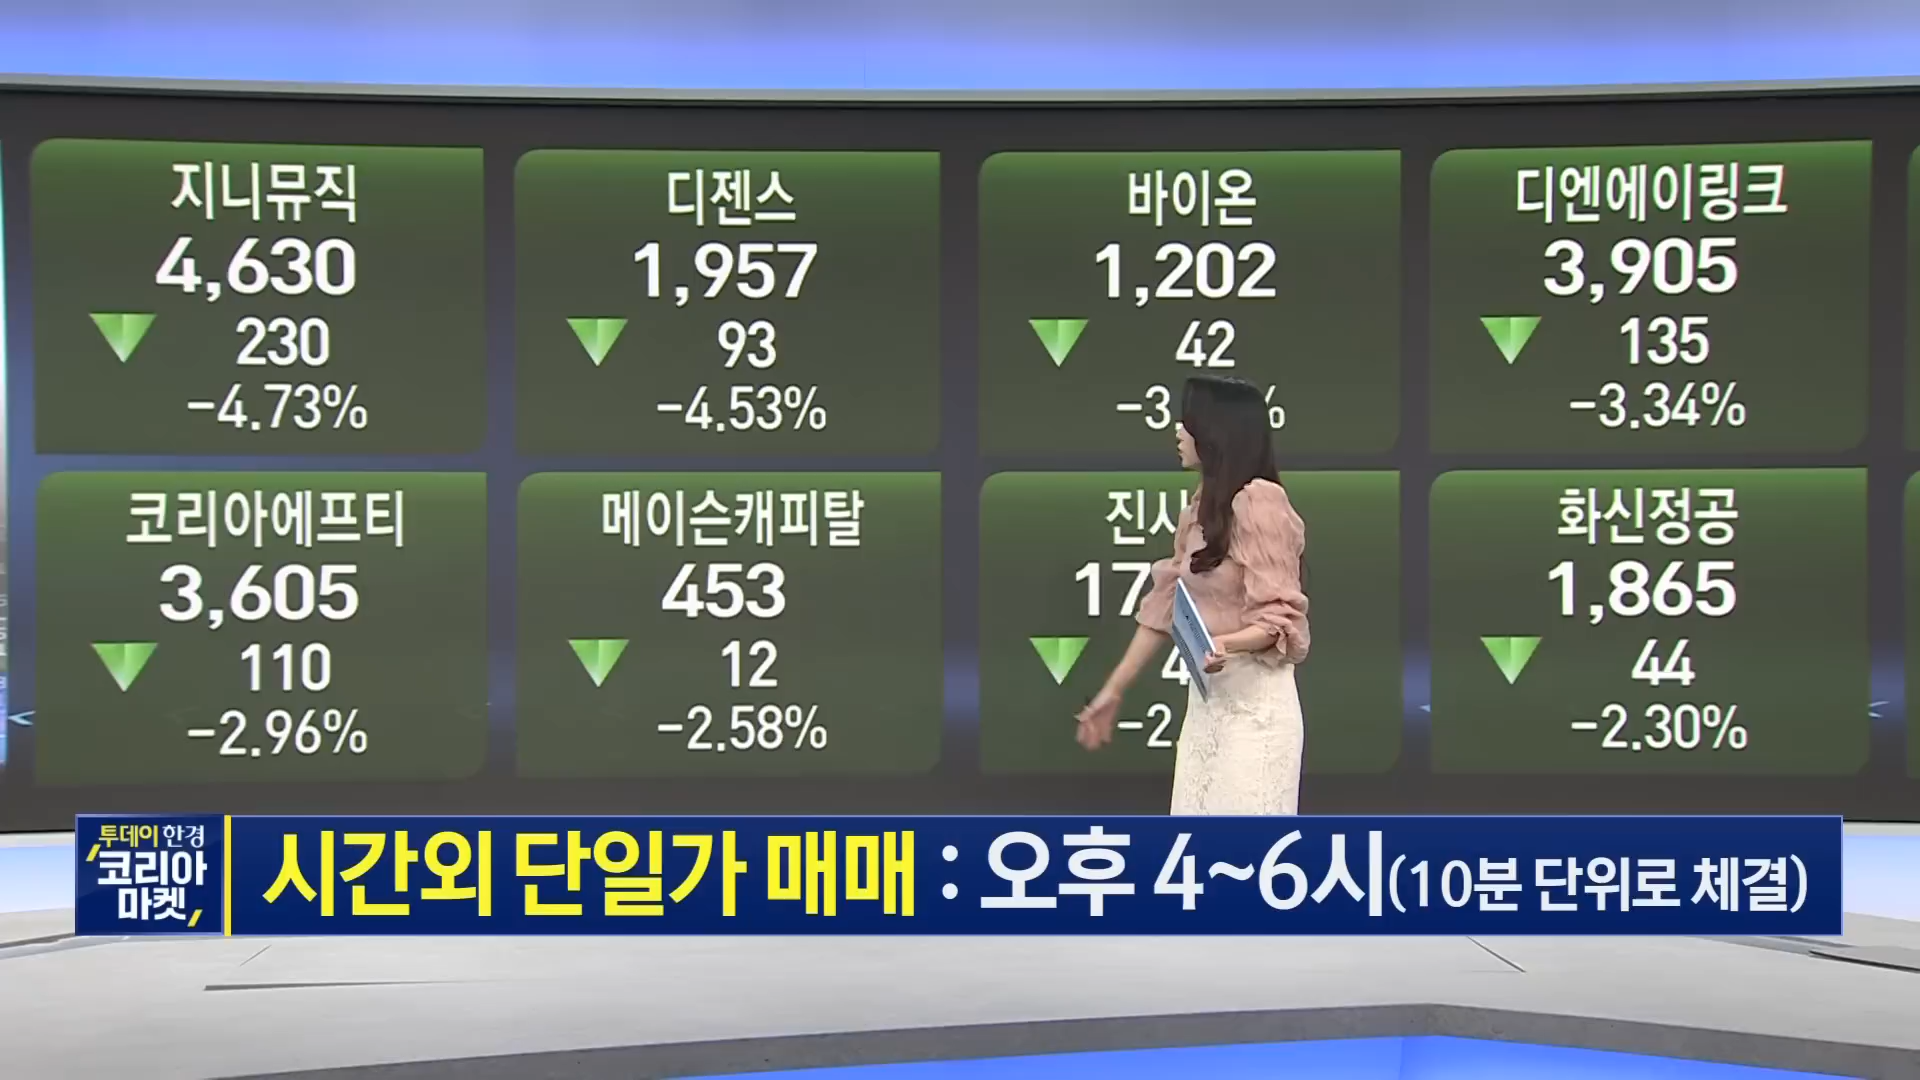 지니뮤직
4,630
230
-4.73%
디젠스
1,957
93
-4.53%
바이온
1,202
42
디엔에이링크
3,905
135
-3.34%
코리아에프티
3,605
110
-2.96%
메이슨캐피탈
453
12
-2.58%
화신정공
1,865
44
-2.30%
투데이 한경
코리아
마켓
시간외 단일가 매매 : 오후 4~6시(10분 단위로 체결)